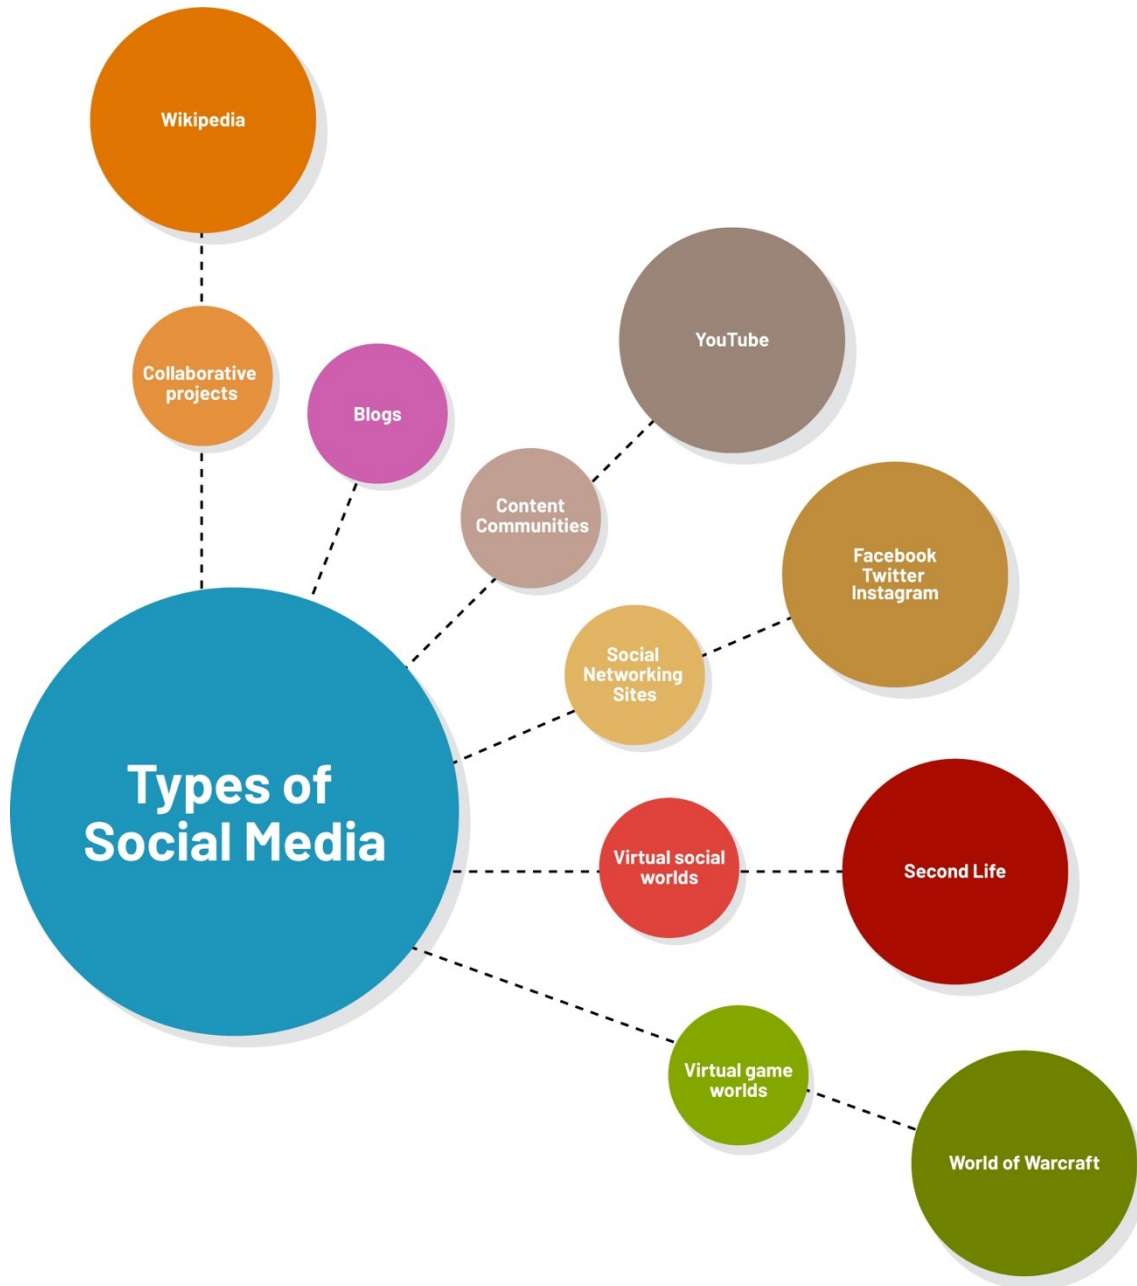 Wikipedia
Collaborative
projects
Blogs
YouTube
Content
Communities
Facebook
Twitter
Instagram
Social
Networking
Sites
Types of
Social Media
Virtual social
worlds
Second Life
Virtual game
worlds
World of Warcraft